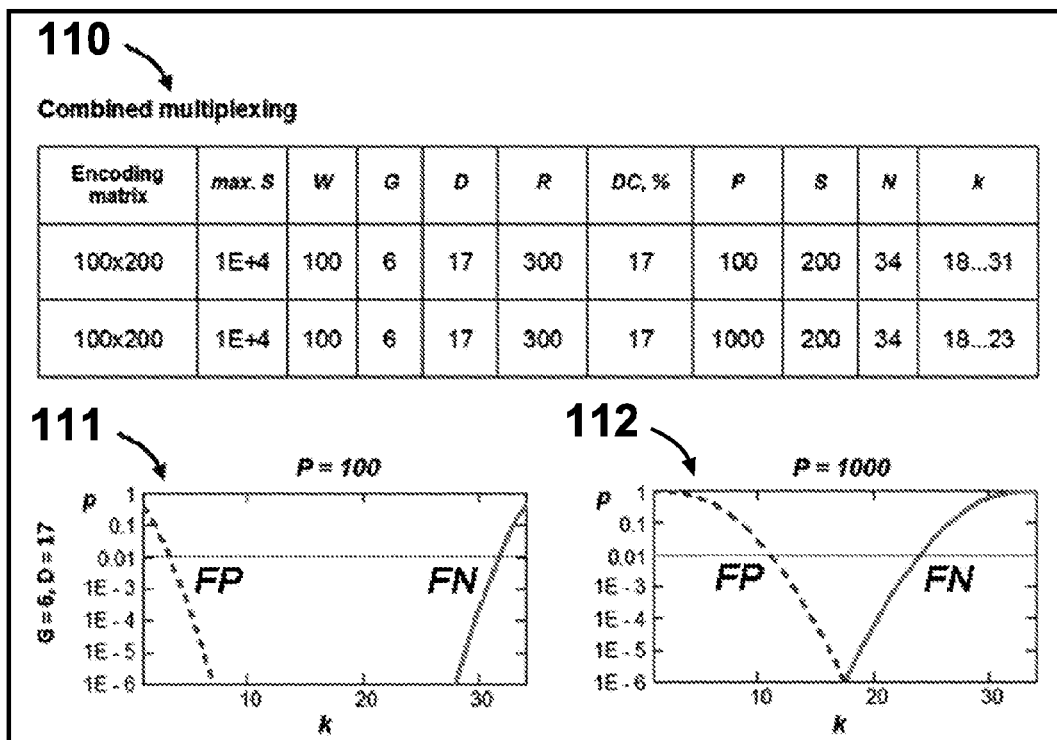 110
Combined multiplexing
Encoding matrix max. S W G D R DC, % P S N k
100x200 1E+4 100 6 17 300 17 100 200 34 18...31
100x200 1E+4 100 6 17 300 17 1000 200 34 18...23
111
P = 100
G = 6, D = 17
p
1
0.1
0.01
1E - 3
1E - 4
1E - 5
1E - 6
FP
FN
10 20 30
k
112
P = 1000
1
0.1
0.01
1E - 3
1E - 4
1E - 5
1E - 6
FP
FN
10 20 30
k